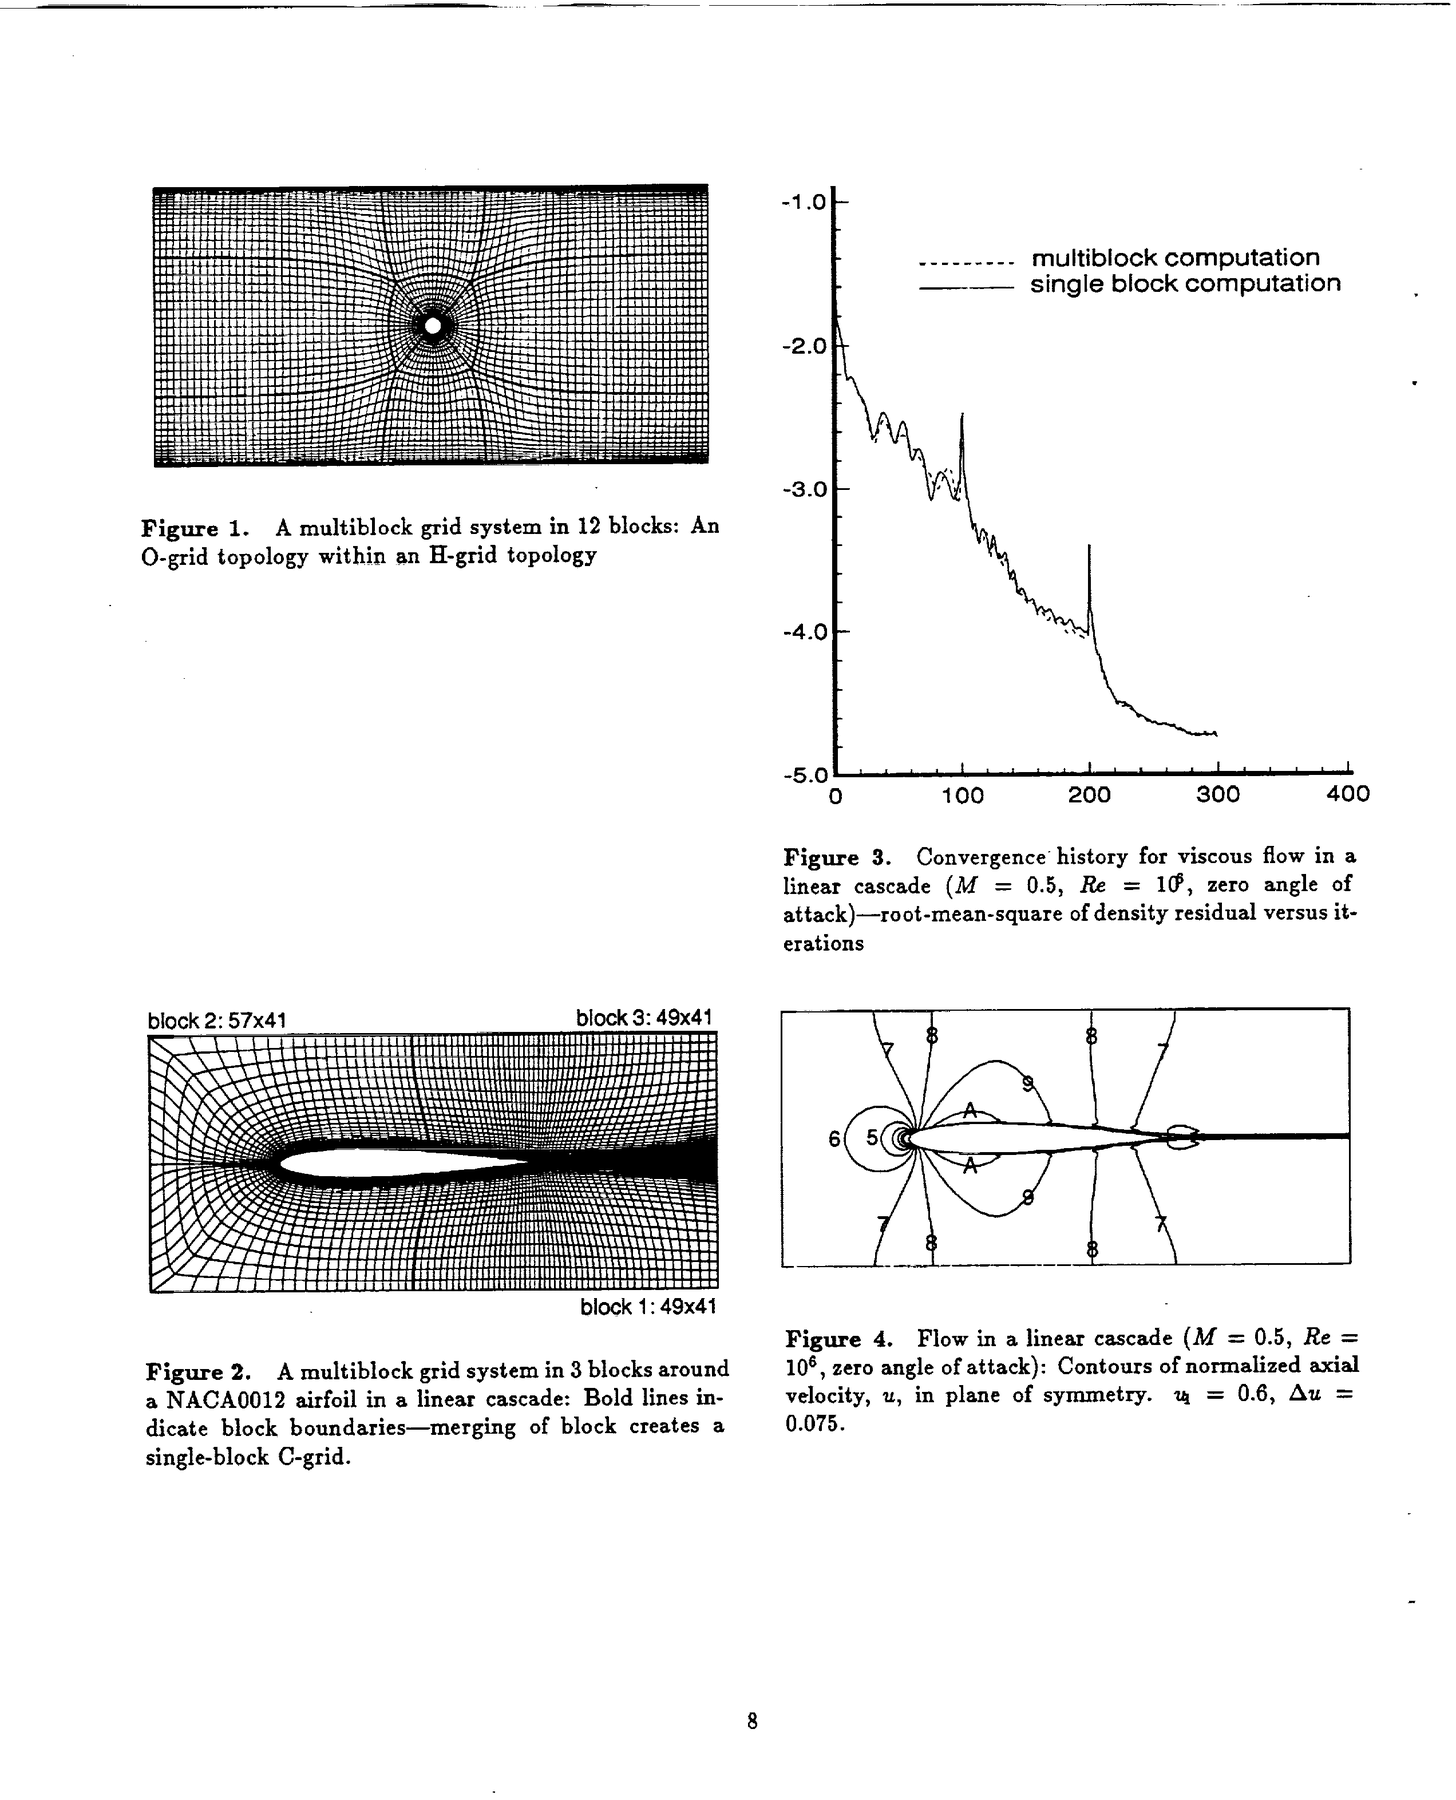 Figure 1. A multiblock grid system in 12 blocks: An
O-grid topology within an H-grid topology
-1.0
-2.0
-3.0
-4.0
-5.0
0 100 200 300 400
multiblock computation
single block computation
Figure 3. Convergence history for viscous flow in a
linear cascade (M = 0.5, Re = 10⁶, zero angle of
attack)—root-mean-square of density residual versus it-
erations
block 2: 57x41 block 3: 49x41
block 1: 49x41
Figure 2. A multiblock grid system in 3 blocks around
a NACA0012 airfoil in a linear cascade: Bold lines in-
dicate block boundaries—merging of block creates a
single-block C-grid.
7 8 8 7
9
A
6 5
A
9
7 7
8 8
Figure 4. Flow in a linear cascade (M = 0.5, Re =
10⁶, zero angle of attack): Contours of normalized axial
velocity, u, in plane of symmetry. = 0.6, Δu =
0.075.
8